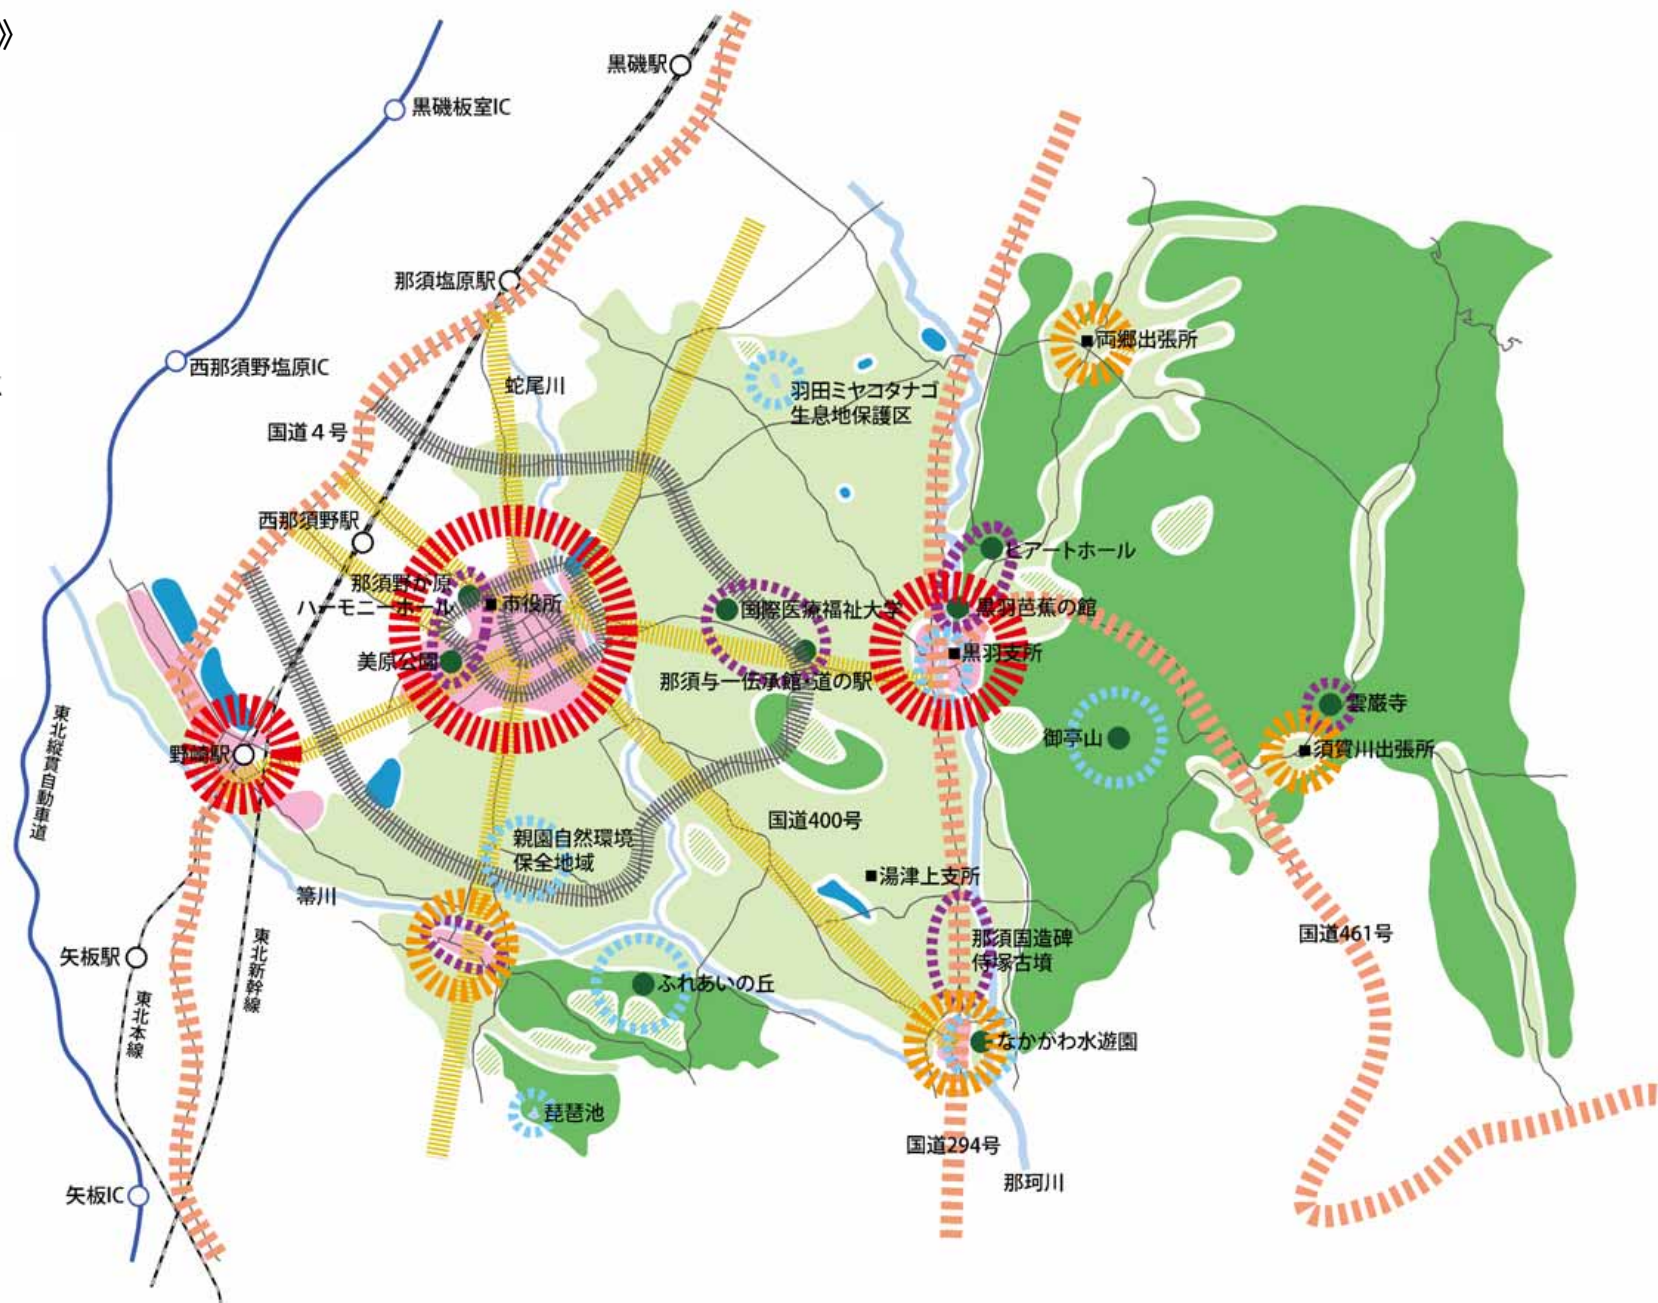 》
黒磯駅
黒磯板室IC
那須塩原駅
西那須野塩原IC
蛇尾川
両郷出張所
羽田ミヤコタナゴ
生息地保護区
国道4号
西那須野駅
ピアートホール
那須野が原
ハーモニーホール
市役所
国際医療福祉大学
黒羽芭蕉の館
美原公園
黒羽支所
那須与一伝承館・道の駅
雲巌寺
御亭山
須賀川出張所
野崎駅
東北縦貫自動車道
国道400号
親園自然環境
保全地域
湯津上支所
箒川
国道461号
那須国造碑
侍塚古墳
矢板駅
東北新幹線
ふれあいの丘
東北本線
なかがわ水遊園
琵琶池
国道294号
那珂川
矢板IC